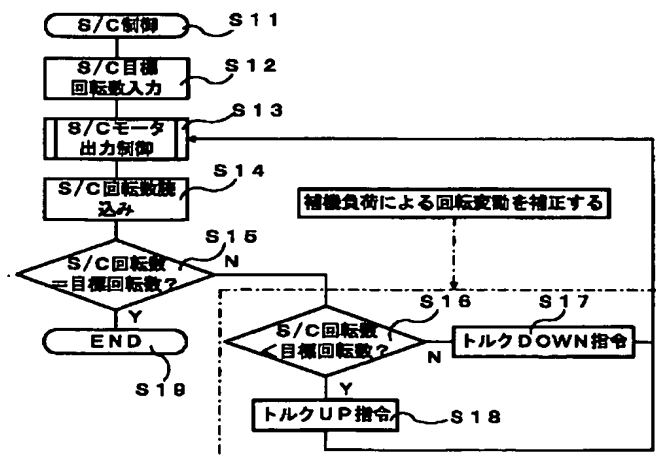 S/C制御
S11
S/C目標
回転数入力
S12
S/Cモータ
出力制御
S13
S/C回転数読
込み
S14
補機負荷による回転変動を補正する
S/C回転数
=目標回転数?
S15
N
Y
END
S19
S/C回転数
<目標回転数?
S16
N
Y
トルクDOWN指令
S17
トルクUP指令
S18